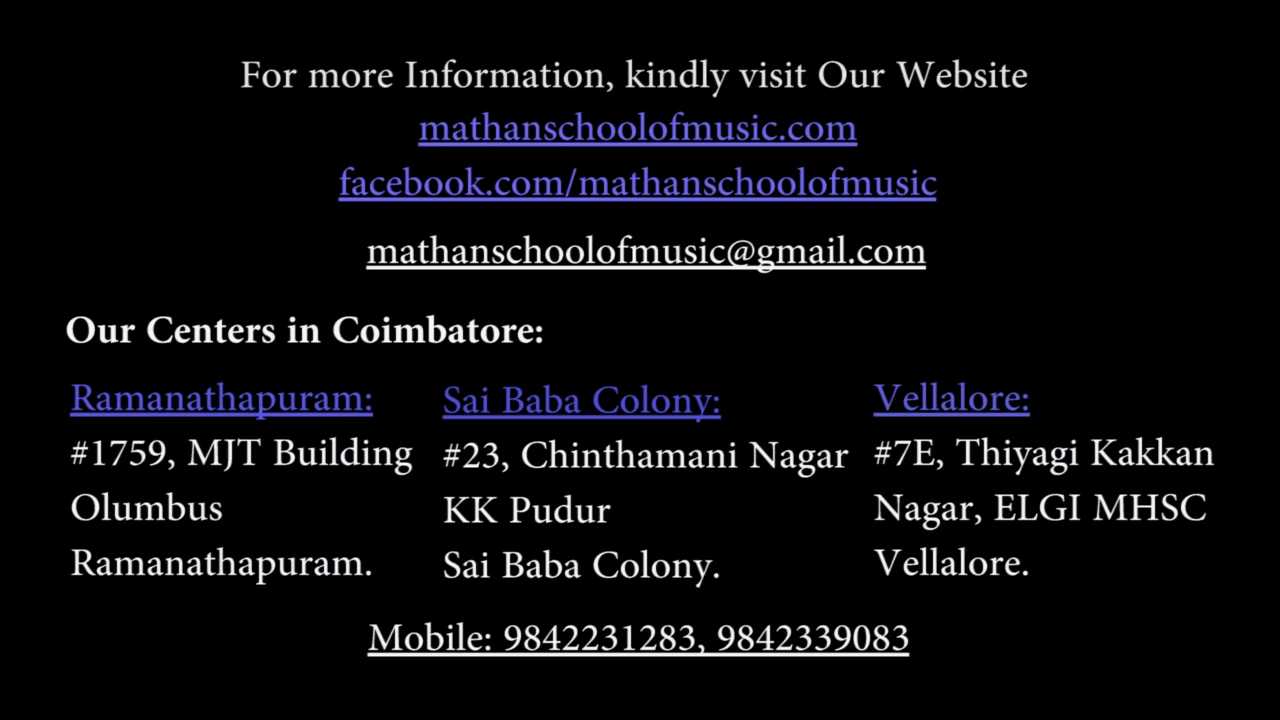 For more Information, kindly visit Our Website
mathanschoolofmusic.com
facebook.com/mathanschoolofmusic
mathanschoolofmusic@gmail.com
Our Centers in Coimbatore:
Ramanathapuram:
#1759, MJT Building
Olumbus
Ramanathapuram.
Sai Baba Colony:
#23, Chinthamani Nagar
KK Pudur
Sai Baba Colony.
Vellalore:
#7E, Thiyagi Kakkan
Nagar, ELGI MHSC
Vellalore.
Mobile: 9842231283, 9842339083